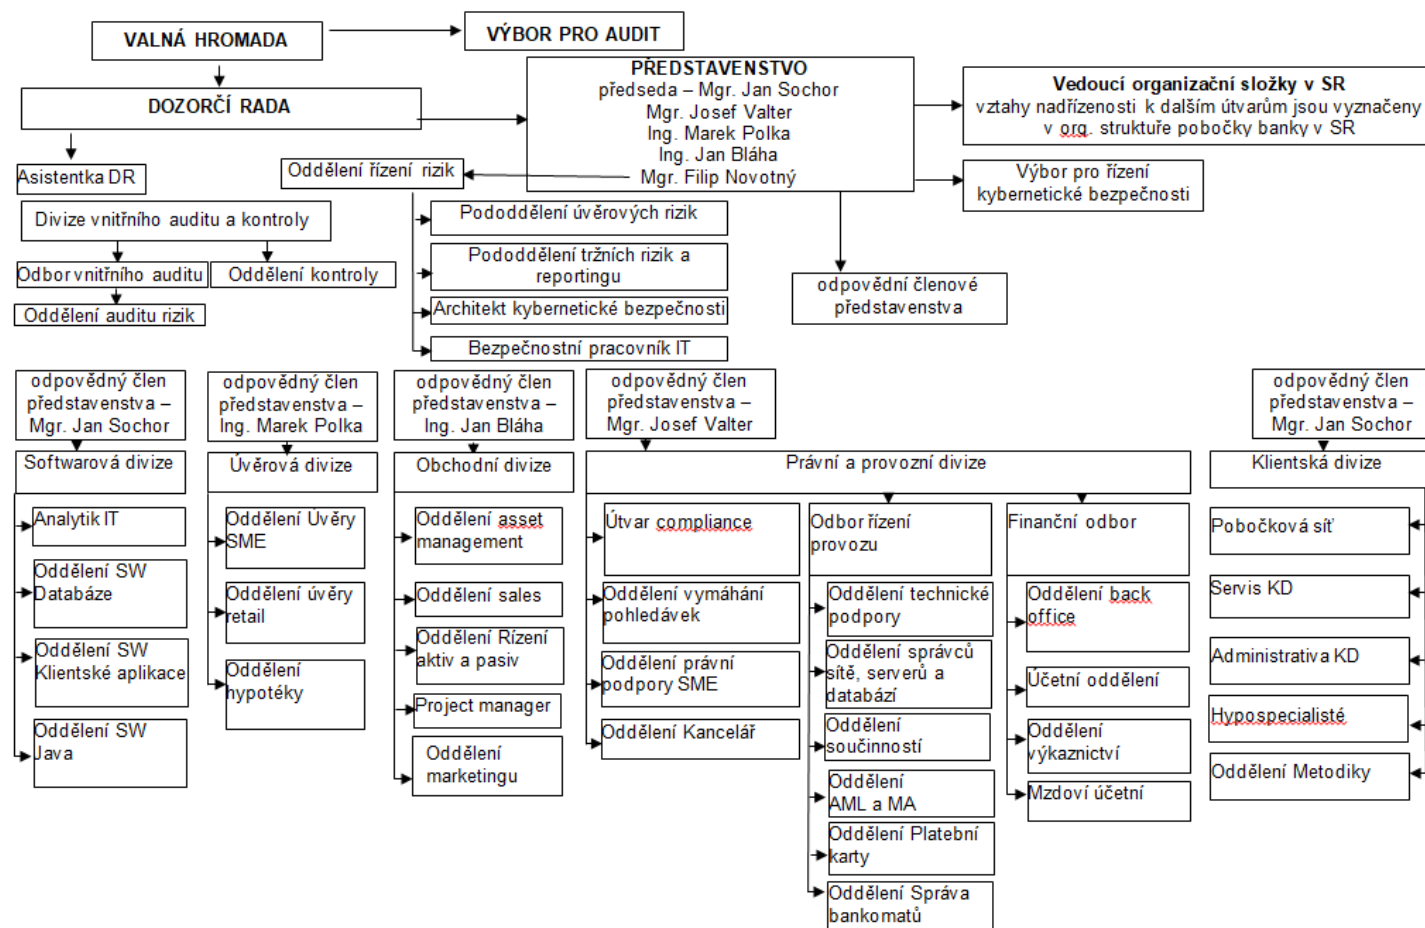 VALNÁ HROMADA
VÝBOR PRO AUDIT
DOZORČÍ RADA
PŘEDSTAVENSTVO
předseda – Mgr. Jan Sochor
Mgr. Josef Valter
Ing. Marek Polka
Ing. Jan Bláha
Mgr. Filip Novotný
Vedoucí organizační složky v SR
vztahy nadřízenosti k dalším útvarům jsou vyznačeny
v org. struktuře pobočky banky v SR
Asistentka DR
Oddělení řízení rizik
Výbor pro řízení
kybernetické bezpečnosti
Divize vnitřního auditu a kontroly
Odbor vnitřního auditu
Oddělení kontroly
Oddělení auditu rizik
Pododdělení úvěrových rizik
Pododdělení tržních rizik a
reportingu
Architekt kybernetické bezpečnosti
Bezpečnostní pracovník IT
odpovědní členové
představenstva
odpovědný člen
představenstva –
Mgr. Jan Sochor
Softwarová divize
Analytik IT
Oddělení SW
Databáze
Oddělení SW
Klientské aplikace
Oddělení SW
Java
odpovědný člen
představenstva –
Ing. Marek Polka
Úvěrová divize
Oddělení Úvěry
SME
Oddělení úvěry
retail
Oddělení
hypotéky
odpovědný člen
představenstva –
Ing. Jan Bláha
Obchodní divize
Oddělení asset
management
Oddělení sales
Oddělení Rízení
aktiv a pasiv
Project manager
Oddělení
marketingu
odpovědný člen
představenstva –
Mgr. Josef Valter
Právní a provozní divize
Útvar compliance
Oddělení vymáhání
pohledávek
Oddělení právní
podpory SME
Oddělení Kancelář
Odbor řízení
provozu
Oddělení technické
podpory
Oddělení správců
sítě, serverů a
databází
Oddělení
součinností
Oddělení
AML a MA
Oddělení Platební
karty
Oddělení Správa
bankomatů
Finanční odbor
Oddělení back
office
Účetní oddělení
Oddělení
výkaznictví
Mzdoví účetní
odpovědný člen
představenstva –
Mgr. Jan Sochor
Klientská divize
Pobočková síť
Servis KD
Administrativa KD
Hypospecialisté
Oddělení Metodiky